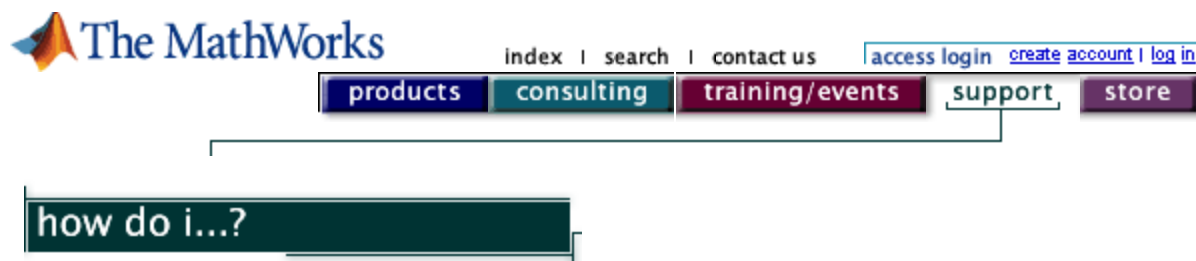 The MathWorks
index | search | contact us access login create account | log in
products consulting training/events support store
how do i...?